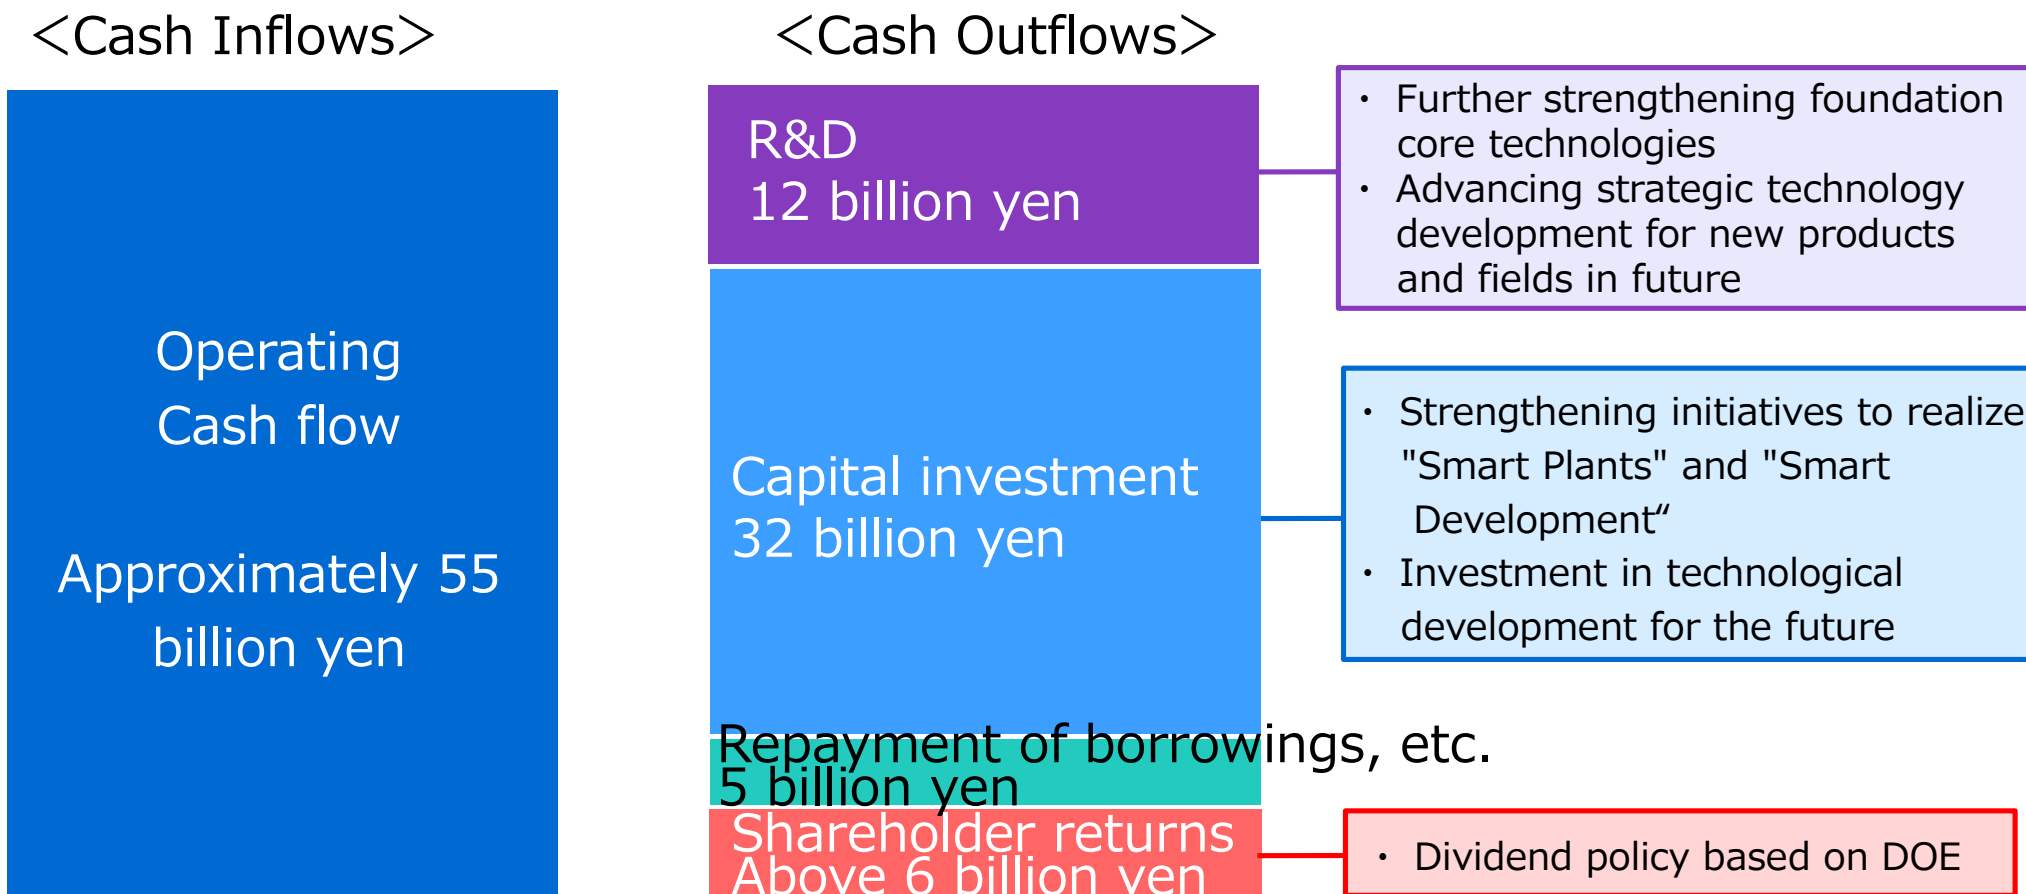 ＜Cash Inflows＞
Operating
Cash flow
Approximately 55
billion yen
＜Cash Outflows＞
R&D
12 billion yen
・ Further strengthening foundation
core technologies
・ Advancing strategic technology
development for new products
and fields in future
Capital investment
32 billion yen
・ Strengthening initiatives to realize
"Smart Plants" and "Smart
Development“
・ Investment in technological
development for the future
Repayment of borrowings, etc.
5 billion yen
Shareholder returns
Above 6 billion yen
・ Dividend policy based on DOE